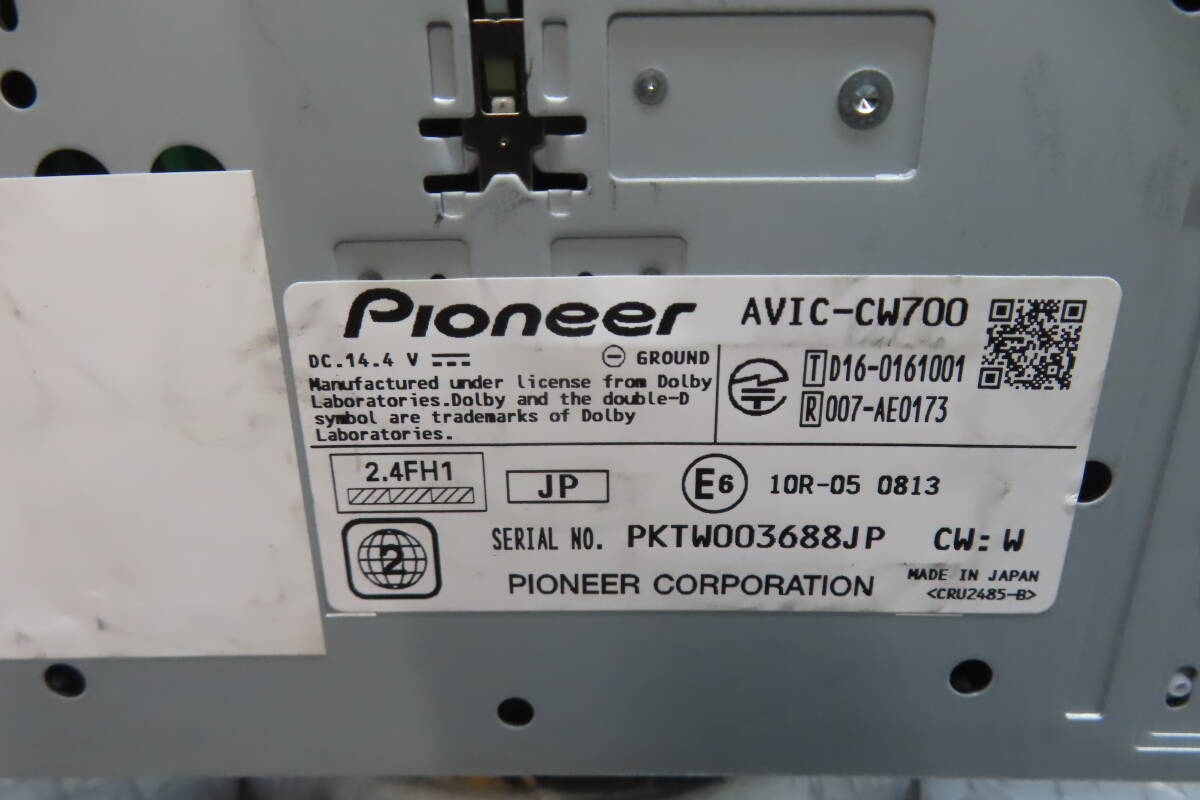 Pioneer AVIC-CW700
DC.14.4 V GROUND
Manufactured under license from Dolby
Laboratories.Dolby and the double-D
symbol are trademarks of Dolby
Laboratories.
T D16-0161001
R 007-AE0173
2.4FH1
JP
E6 10R-05 0813
2
SERIAL NO. PKTW003688JP CW: W
PIONEER CORPORATION
MADE IN JAPAN
<CRU2485-B>